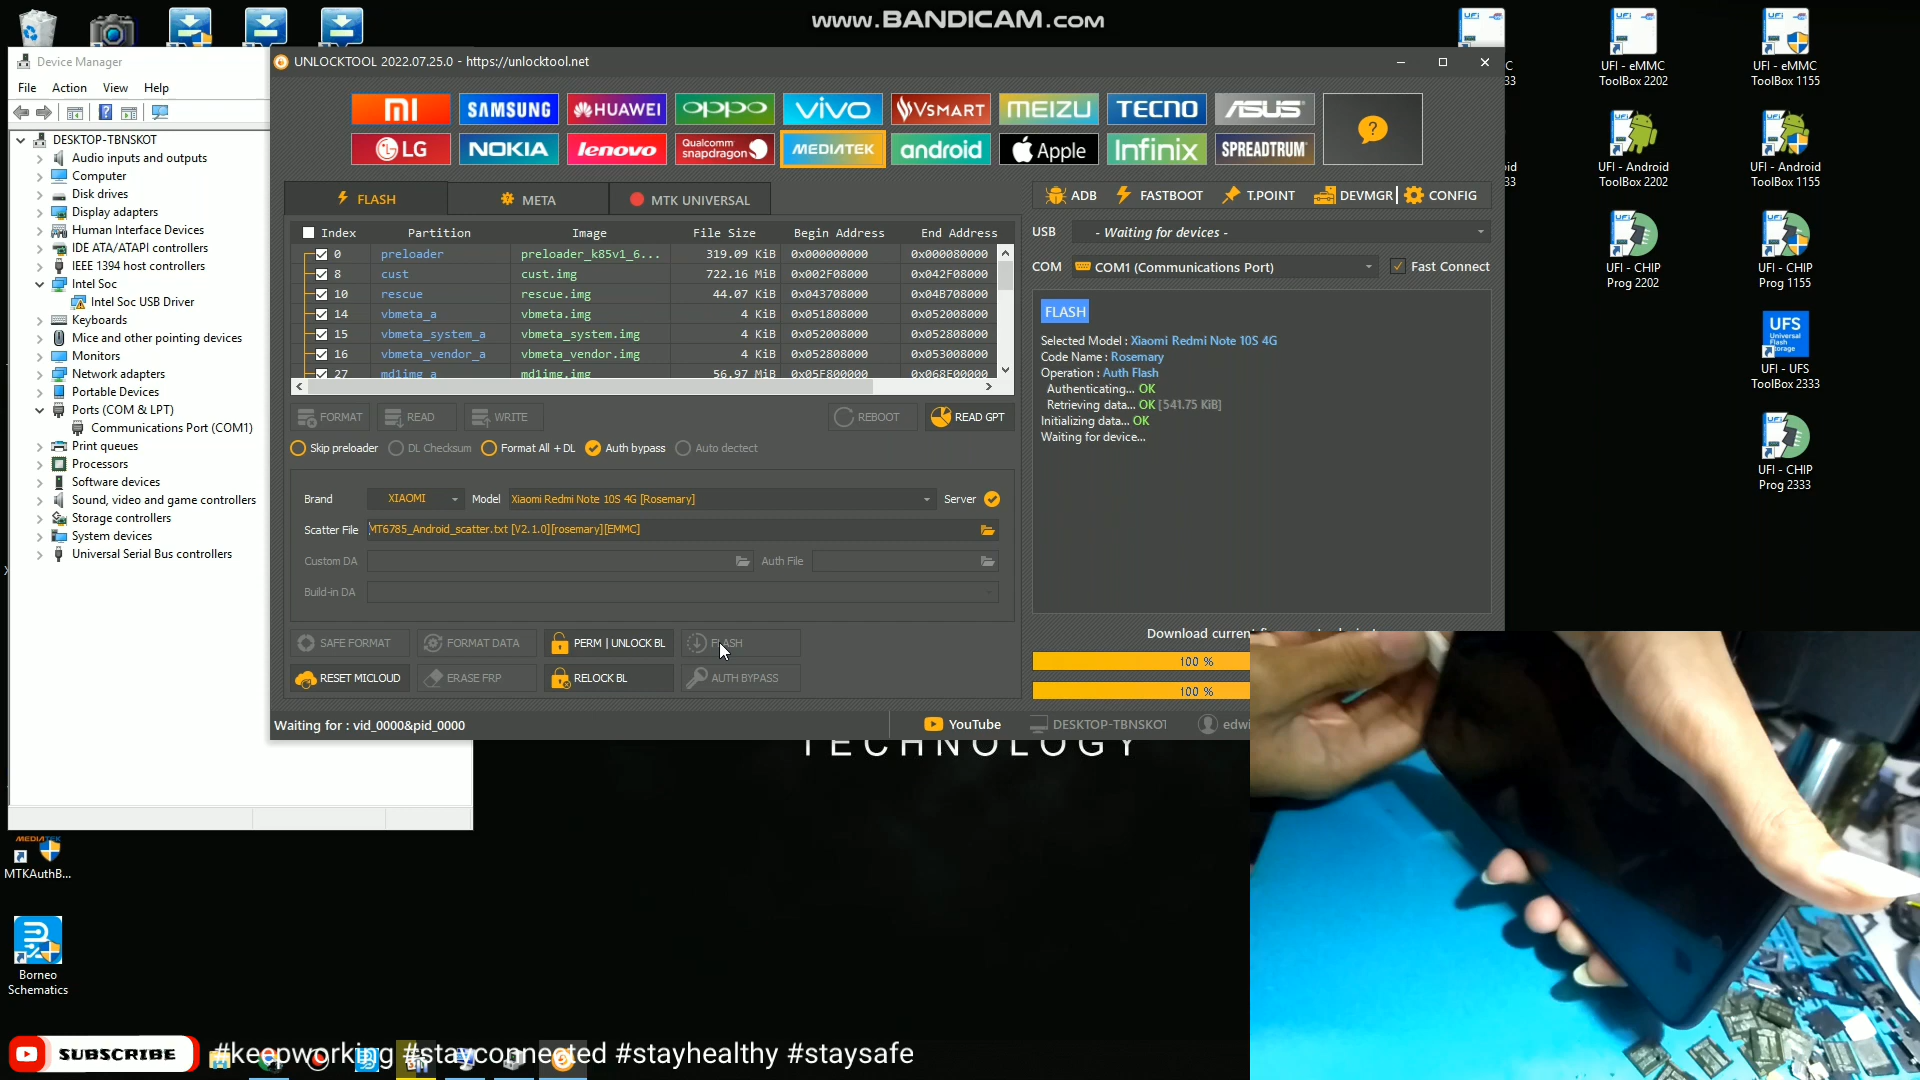 www.BANDICAM.com
Device Manager
File Action View Help
DESKTOP-TBNSKOT
Audio inputs and outputs
Computer
Disk drives
Display adapters
Human Interface Devices
IDE ATA/ATAPI controllers
IEEE 1394 host controllers
Intel Soc
Intel Soc USB Driver
Keyboards
Mice and other pointing devices
Monitors
Network adapters
Portable Devices
Ports (COM & LPT)
Communications Port (COM1)
Print queues
Processors
Software devices
Sound, video and game controllers
Storage controllers
System devices
Universal Serial Bus controllers
UNLOCKTOOL 2022.07.25.0 - https://unlocktool.net
MI SAMSUNG HUAWEI OPPO VIVO VSMART MEIZU TECNO ASUS ?
LG NOKIA lenovo Qualcomm snapdragon MEDIATEK android Apple Infinix SPREADTRUM
FLASH META MTK UNIVERSAL
Index Partition Image File Size Begin Address End Address
0 preloader preloader_k85v1_6... 319.09 KiB 0x000000000 0x000080000
8 cust cust.img 722.16 MiB 0x002F08000 0x042F08000
10 rescue rescue.img 44.07 KiB 0x043708000 0x04B708000
14 vbmeta_a vbmeta.img 4 KiB 0x051808000 0x052008000
15 vbmeta_system_a vbmeta_system.img 4 KiB 0x052008000 0x052808000
16 vbmeta_vendor_a vbmeta_vendor.img 4 KiB 0x052808000 0x053008000
27 md1img_a md1img.img 56.97 MiB 0x05F800000 0x068E00000
FORMAT READ WRITE REBOOT READ GPT
Skip preloader DL Checksum Format All + DL Auth bypass Auto dectect
Brand XIAOMI Model Xiaomi Redmi Note 10S 4G [Rosemary] Server
Scatter File MT6785_Android_scatter.txt [V2.1.0][rosemary][EMMC]
Custom DA Auth File
Build-in DA
SAFE FORMAT FORMAT DATA PERM | UNLOCK BL FLASH
RESET MICLOUD ERASE FRP RELOCK BL AUTH BYPASS
Waiting for : vid_0000&pid_0000
ADB FASTBOOT T.POINT DEVMGR CONFIG
USB - Waiting for devices -
COM COM1 (Communications Port) Fast Connect
FLASH
Selected Model : Xiaomi Redmi Note 10S 4G
Code Name : Rosemary
Operation : Auth Flash
Authenticating... OK
Retrieving data... OK [541.75 KiB]
Initializing data... OK
Waiting for device...
Download
100 %
100 %
YouTube DESKTOP-TBNSKOT edwi
TECHNOLOGY
UFI - eMMC ToolBox 2202
UFI - eMMC ToolBox 1155
UFI - Android ToolBox 2202
UFI - Android ToolBox 1155
UFI - CHIP Prog 2202
UFI - CHIP Prog 1155
UFS
UFI - UFS ToolBox 2333
UFI - CHIP Prog 2333
MEDIATEK
MTKAuthB...
Borneo Schematics
SUBSCRIBE #keepworking #stayconnected #stayhealthy #staysafe